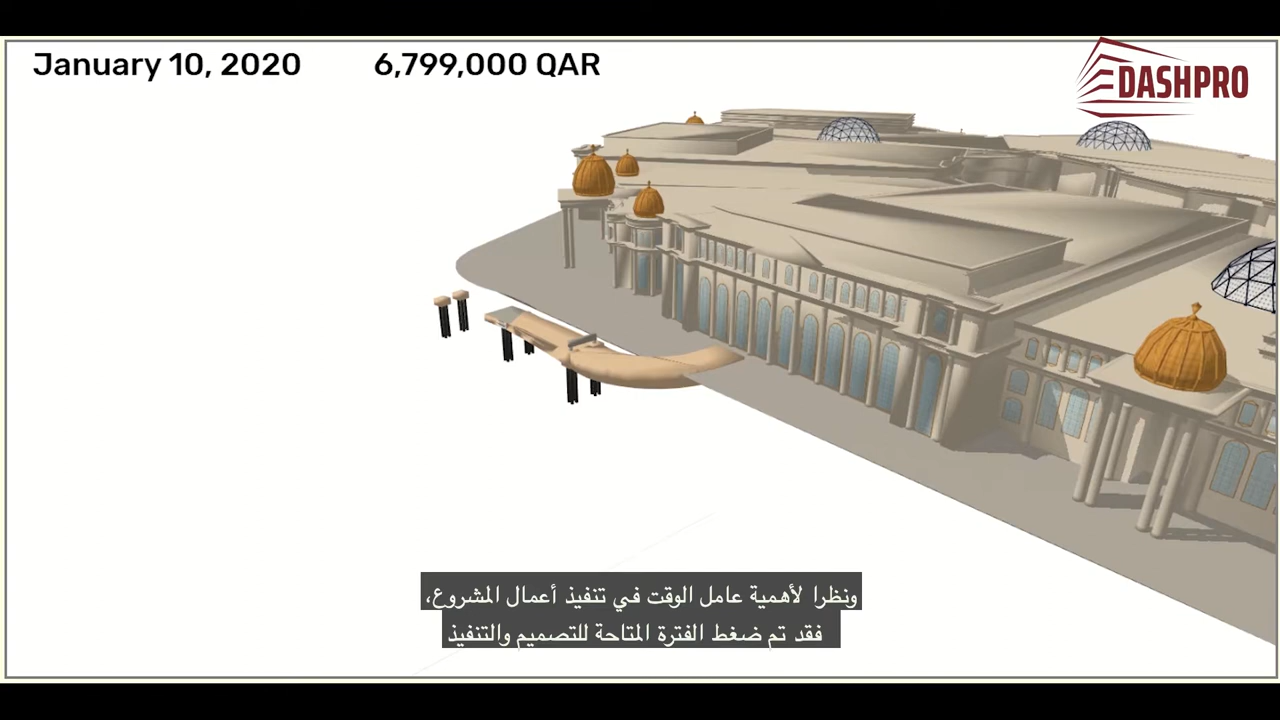 January 10, 2020 6,799,000 QAR
DASHPRO
ونظرا لأهمية عامل الوقت في تنفيذ أعمال المشروع،
فقد تم ضغط الفترة المتاحة للتصميم والتنفيذ